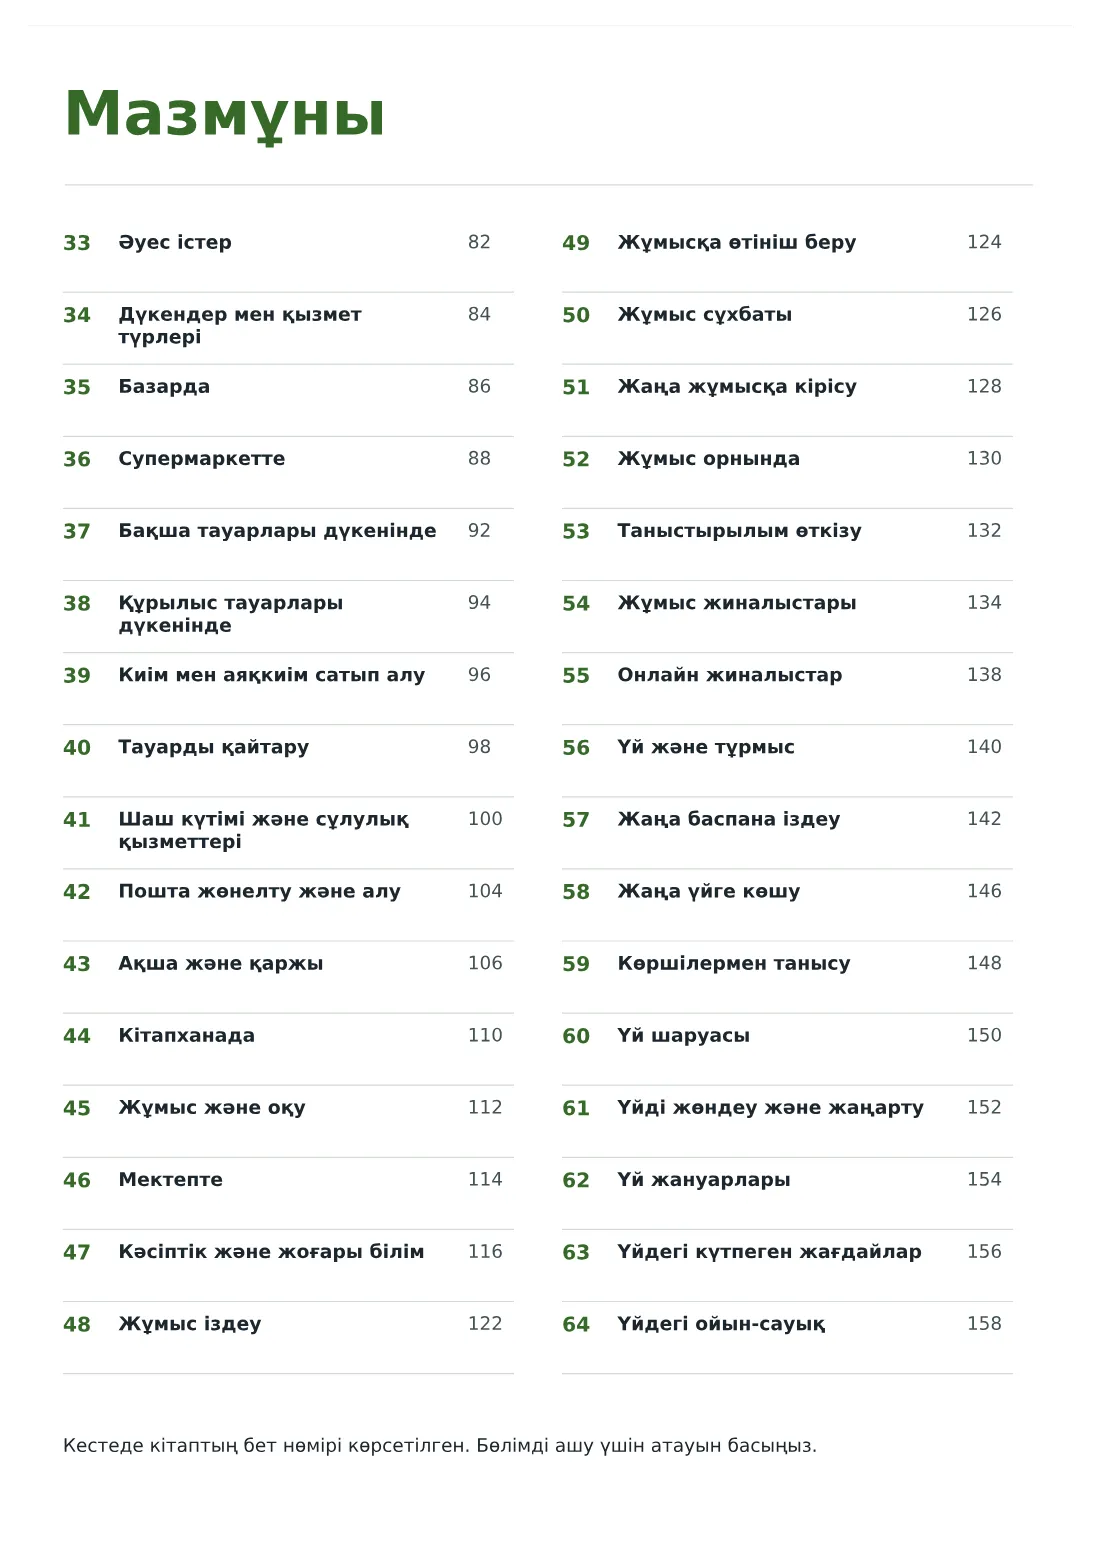 Мазмұны
33 Әуес істер 82
34 Дүкендер мен қызмет 84
түрлері
35 Базарда 86
36 Супермаркетте 88
37 Бақша тауарлары дүкенінде 92
38 Құрылыс тауарлары 94
дүкенінде
39 Киім мен аяқкиім сатып алу 96
40 Тауарды қайтару 98
41 Шаш күтімі және сұлулық 100
қызметтері
42 Пошта жөнелту және алу 104
43 Ақша және қаржы 106
44 Кітапханада 110
45 Жұмыс және оқу 112
46 Мектепте 114
47 Кәсіптік және жоғары білім 116
48 Жұмыс іздеу 122
49 Жұмысқа өтініш беру 124
50 Жұмыс сұхбаты 126
51 Жаңа жұмысқа кірісу 128
52 Жұмыс орнында 130
53 Таныстырылым өткізу 132
54 Жұмыс жиналыстары 134
55 Онлайн жиналыстар 138
56 Үй және тұрмыс 140
57 Жаңа баспана іздеу 142
58 Жаңа үйге көшу 146
59 Көршілермен танысу 148
60 Үй шаруасы 150
61 Үйді жөндеу және жаңарту 152
62 Үй жануарлары 154
63 Үйдегі күтпеген жағдайлар 156
64 Үйдегі ойын-сауық 158
Кестеде кітаптың бет нөмірі көрсетілген. Бөлімді ашу үшін атауын басыңыз.